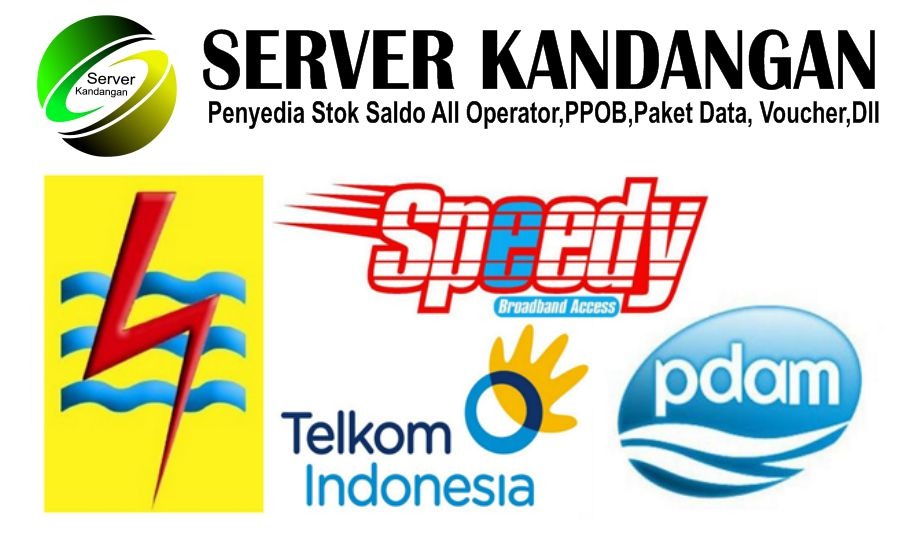 Server
Kandangan
SERVER KANDANGAN
Penyedia Stok Saldo All Operator,PPOB,Paket Data, Voucher,Dll
Speedy
Broadband Access
pdam
Telkom
Indonesia